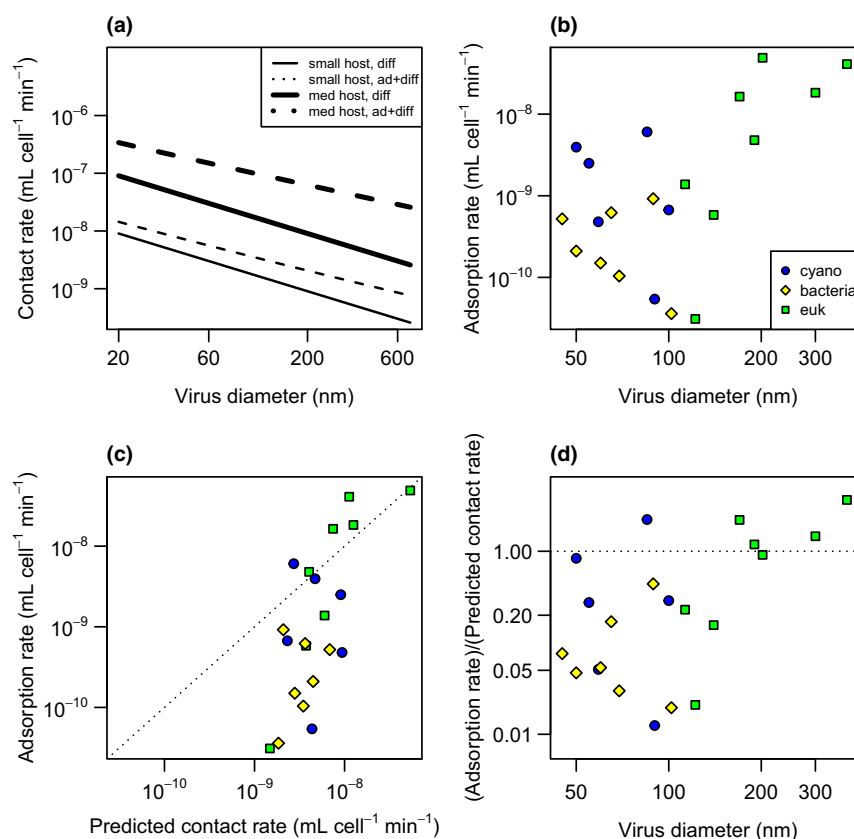 (a)
small host, diff
small host, ad+diff
med host, diff
med host, ad+diff
10⁻⁶
10⁻⁷
10⁻⁸
10⁻⁹
Contact rate (mL cell⁻¹ min⁻¹)
20 60 200 600
Virus diameter (nm)
(b)
10⁻⁸
10⁻⁹
10⁻¹⁰
Adsorption rate (mL cell⁻¹ min⁻¹)
cyano
bacteria
euk
50 100 200 300
Virus diameter (nm)
(c)
10⁻⁸
10⁻⁹
10⁻¹⁰
Adsorption rate (mL cell⁻¹ min⁻¹)
10⁻¹⁰ 10⁻⁹ 10⁻⁸
Predicted contact rate (mL cell⁻¹ min⁻¹)
(d)
1.00
0.20
0.05
0.01
(Adsorption rate)/(Predicted contact rate)
50 100 200 300
Virus diameter (nm)